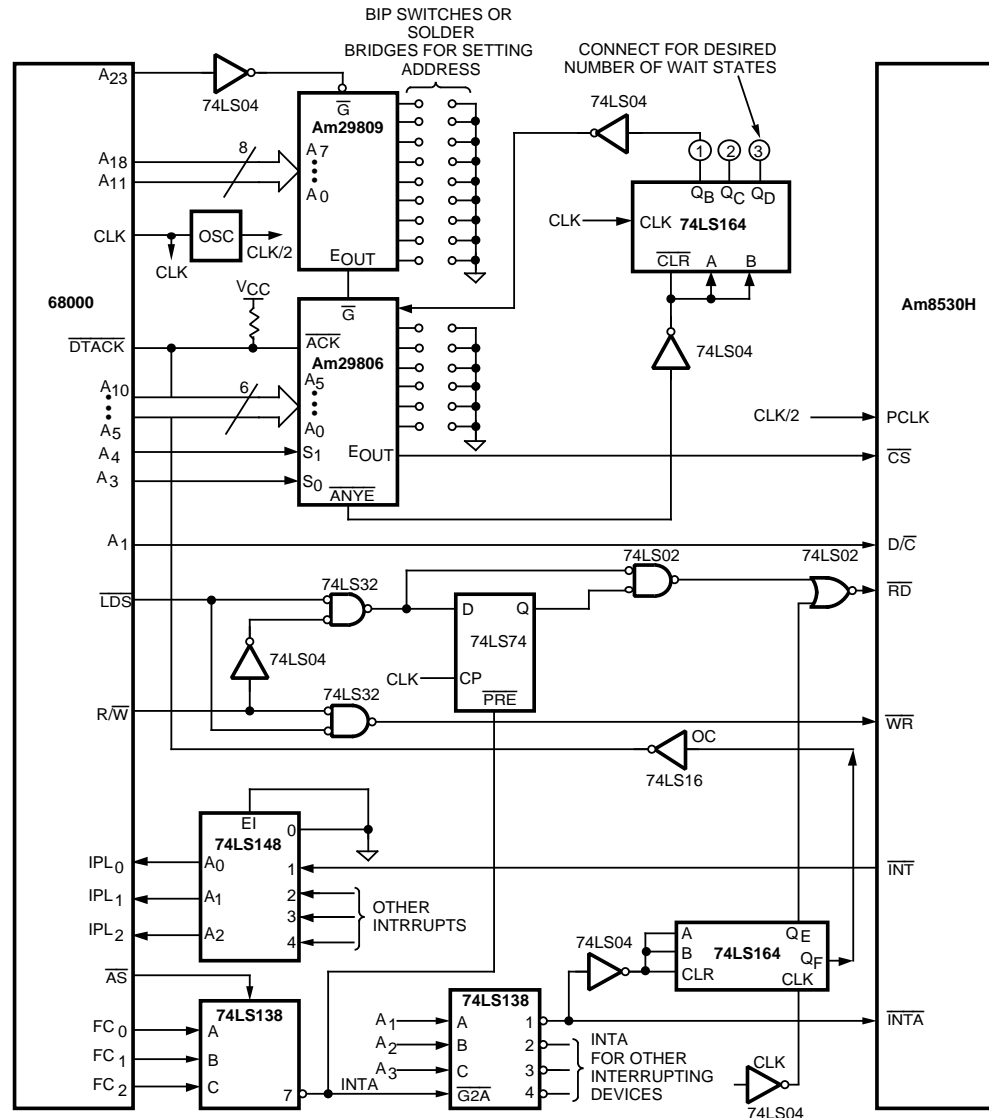 BIP SWITCHES OR
SOLDER
BRIDGES FOR SETTING
ADDRESS
CONNECT FOR DESIRED
NUMBER OF WAIT STATES
A23
74LS04
G
Am29809
A7
A0
EOUT
A18
8
A11
CLK
OSC
CLK/2
CLK
74LS04
1
2
3
QB
QC
QD
CLK
CLK
74LS164
CLR
A
B
74LS04
68000
Am8530H
VCC
G
DTACK
ACK
Am29806
A10
6
A5
A5
A0
A4
S1
EOUT
A3
S0
ANYE
CLK/2
PCLK
CS
A1
D/C
LDS
74LS32
74LS02
74LS02
RD
D
Q
74LS74
CP
PRE
CLK
74LS04
74LS32
R/W
WR
OC
74LS16
EI
0
74LS148
IPL0
A0
1
INT
IPL1
A1
2
IPL2
A2
3
4
OTHER
INTRRUPTS
74LS04
A
B
CLR
QE
74LS164
QF
CLK
AS
74LS138
FC0
A
FC1
B
FC2
C
7
INTA
74LS138
A1
A
1
A2
B
2
A3
C
3
G2A
4
INTA
FOR OTHER
INTERRUPTING
DEVICES
INTA
CLK
74LS04